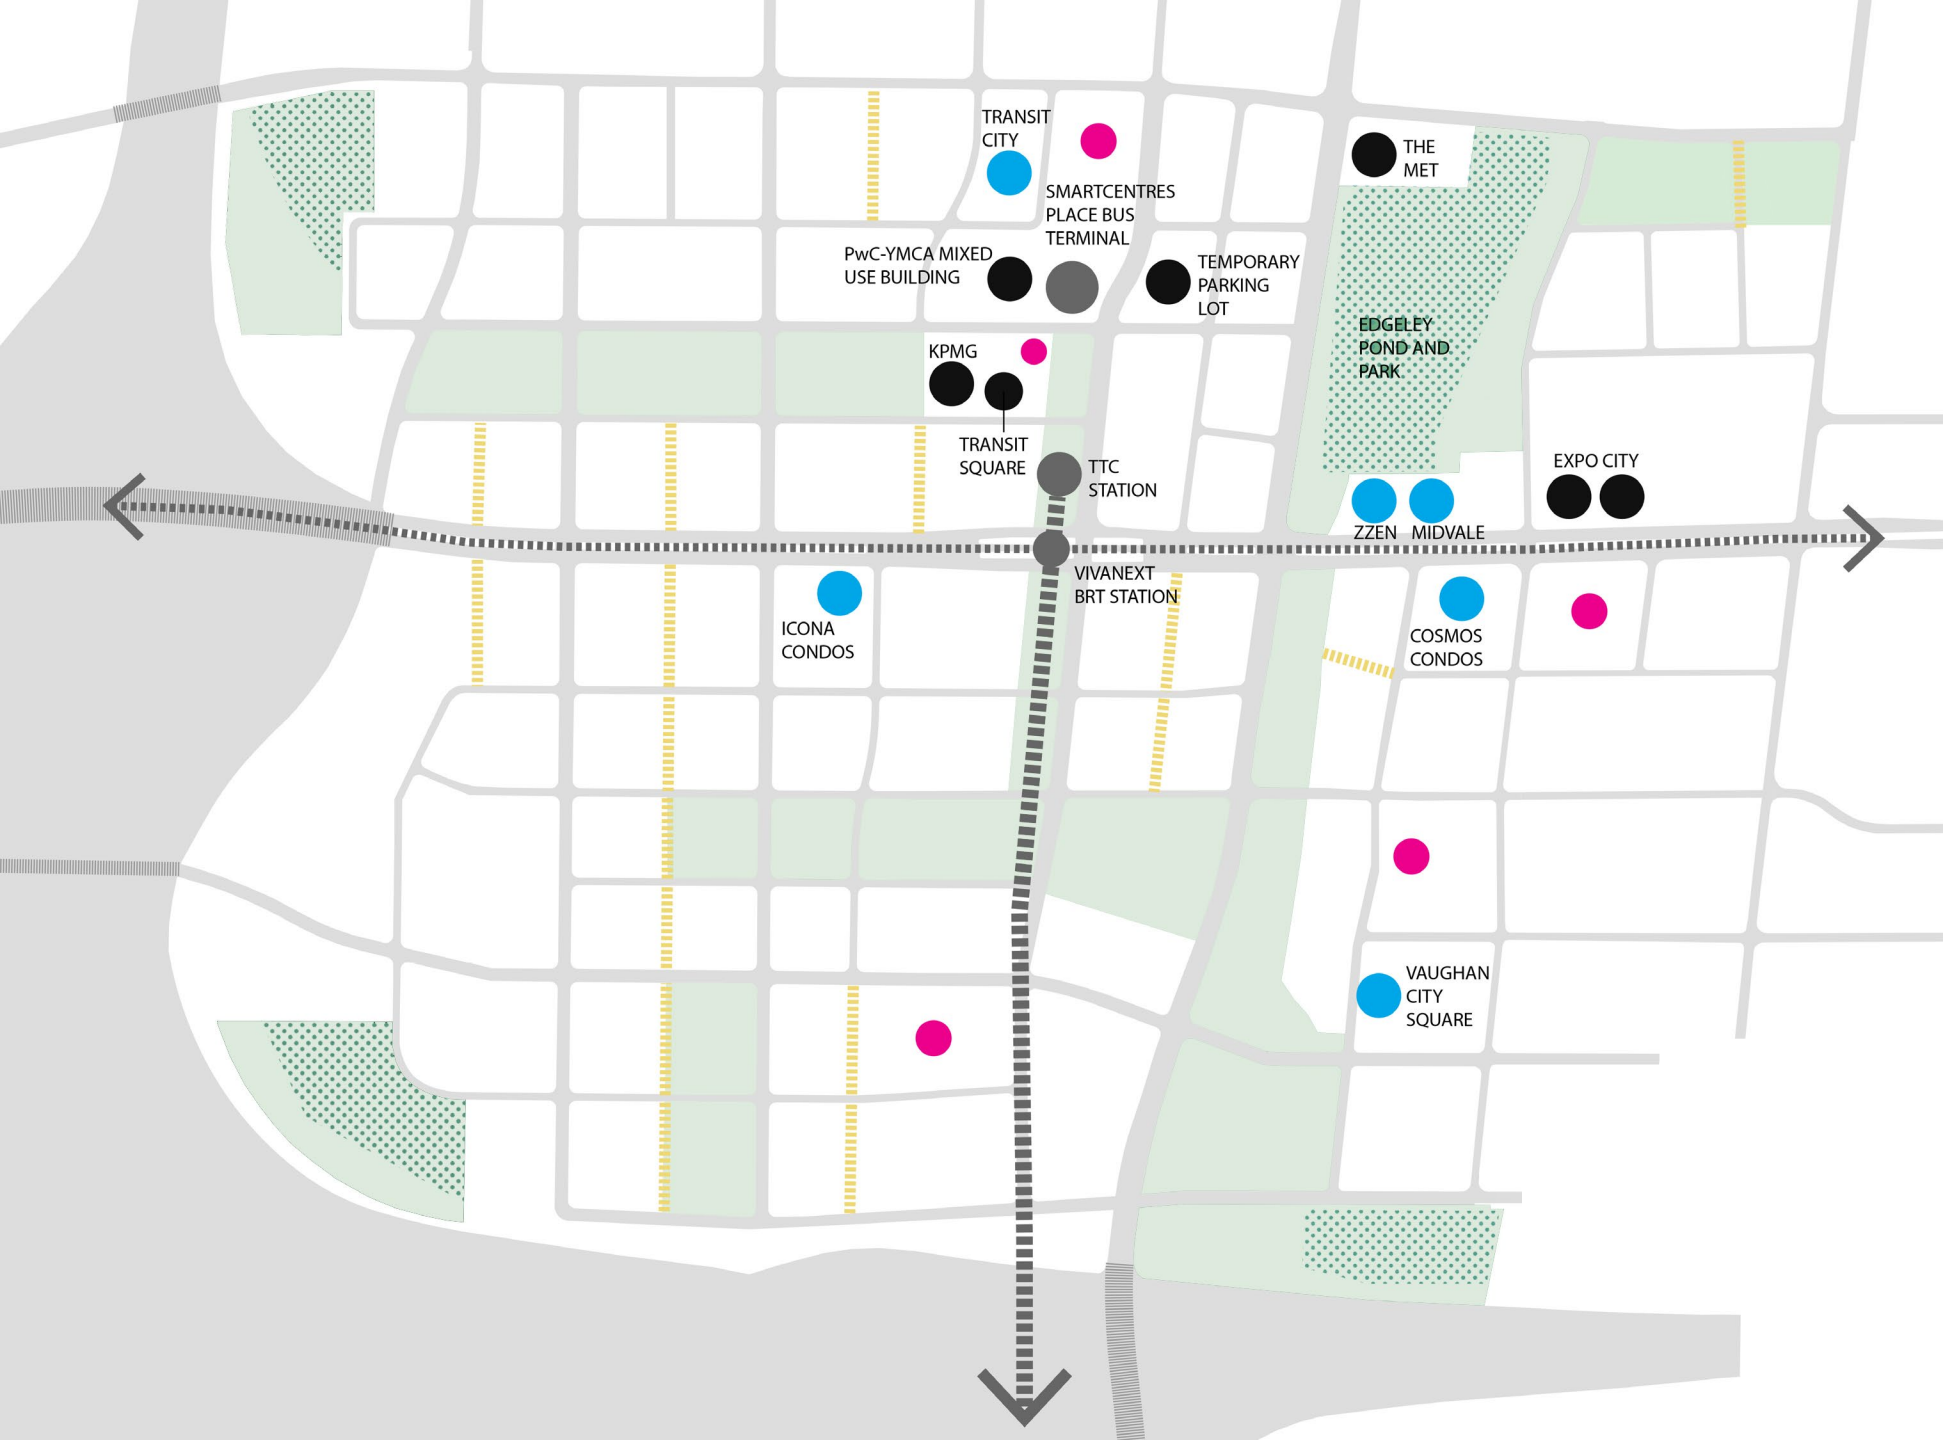 TRANSIT
CITY
THE
MET
SMARTCENTRES
PLACE BUS
TERMINAL
PwC-YMCA MIXED
USE BUILDING
TEMPORARY
PARKING
LOT
EDGELEY
POND AND
PARK
KPMG
TRANSIT
SQUARE
TTC
STATION
EXPO CITY
ZZEN
MIDVALE
VIVANEXT
BRT STATION
ICONA
CONDOS
COSMOS
CONDOS
VAUGHAN
CITY
SQUARE